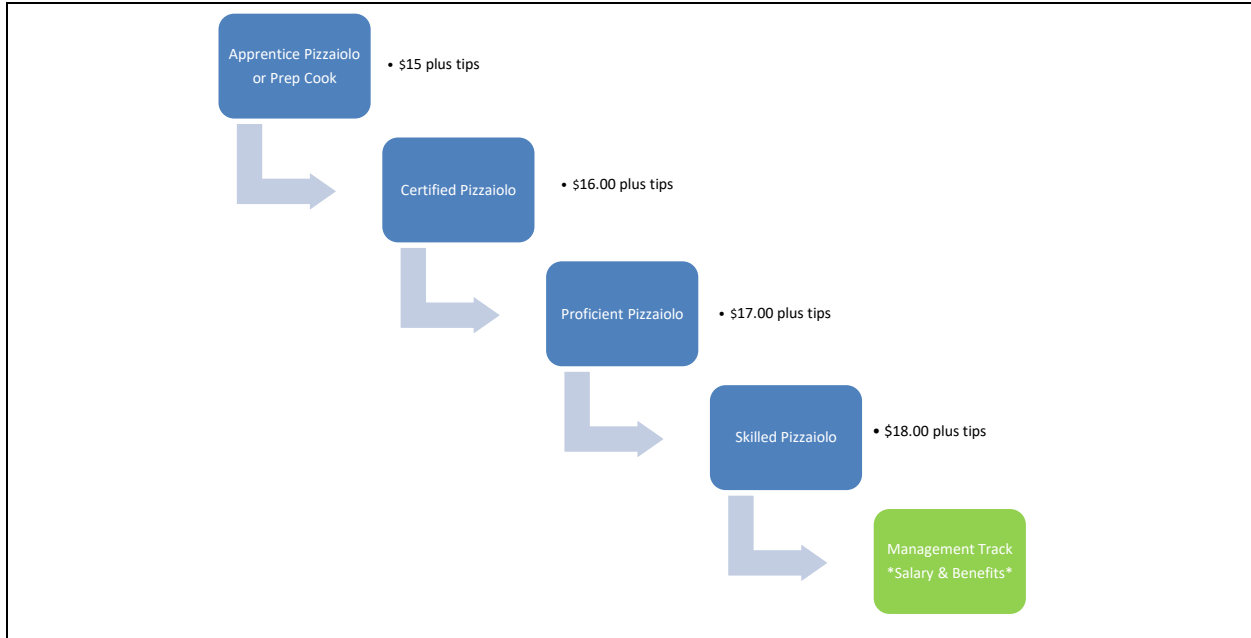 Apprentice Pizzaiolo
or Prep Cook
• $15 plus tips
Certified Pizzaiolo
• $16.00 plus tips
Proficient Pizzaiolo
• $17.00 plus tips
Skilled Pizzaiolo
• $18.00 plus tips
Management Track
*Salary & Benefits*